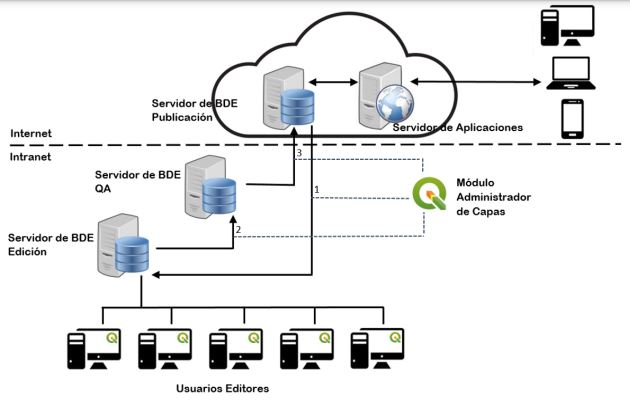 Servidor de BDE
Publicación
Servidor de Aplicaciones
Internet
Intranet
3
Servidor de BDE
QA
1
Módulo
Administrador
de Capas
2
Servidor de BDE
Edición
Usuarios Editores